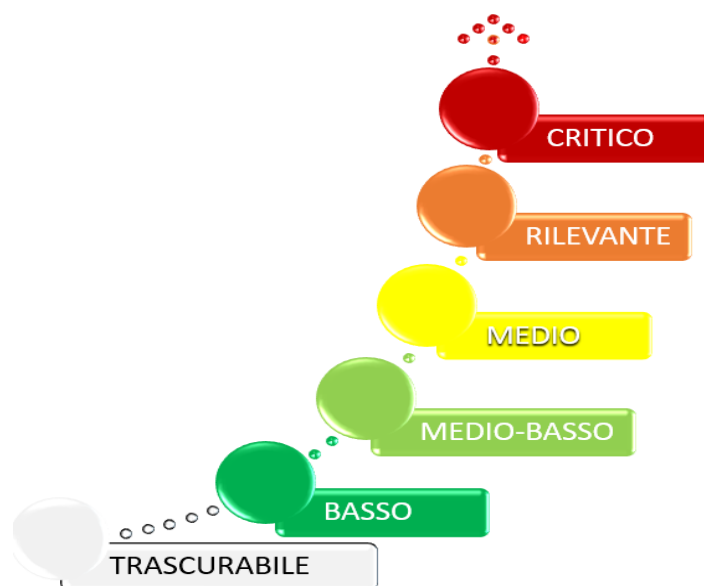 CRITICO
RILEVANTE
MEDIO
MEDIO-BASSO
BASSO
TRASCURABILE